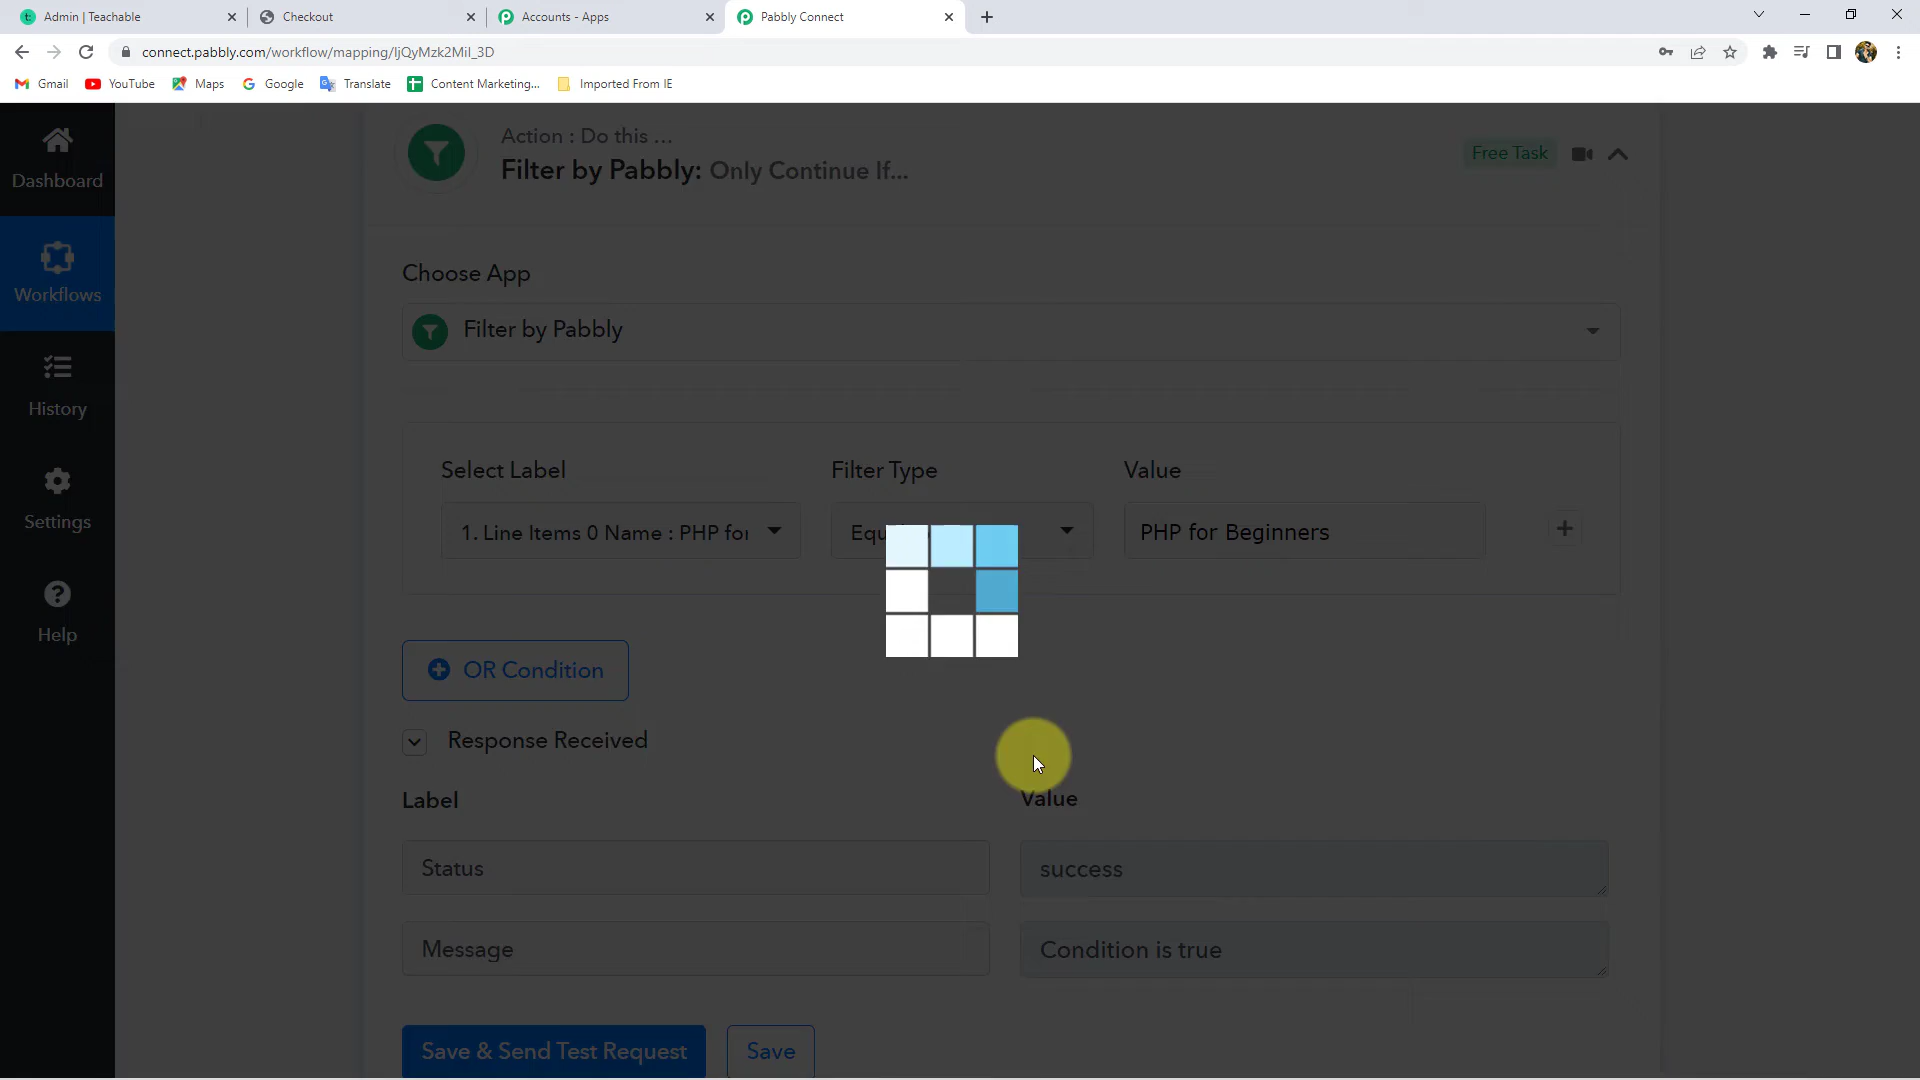 Admin | Teachable
Checkout
Accounts - Apps
Pabbly Connect
connect.pabbly.com/workflow/mapping/IjQyMzk2MiI_3D
Gmail
YouTube
Maps
Google
Translate
Content Marketing...
Imported From IE
Dashboard
Workflows
History
Settings
Help
Action : Do this ...
Filter by Pabbly: Only Continue If...
Free Task
Choose App
Filter by Pabbly
Select Label
Filter Type
Value
1. Line Items 0 Name : PHP for
PHP for Beginners
OR Condition
Response Received
Label
Value
Status
success
Message
Condition is true
Save & Send Test Request
Save